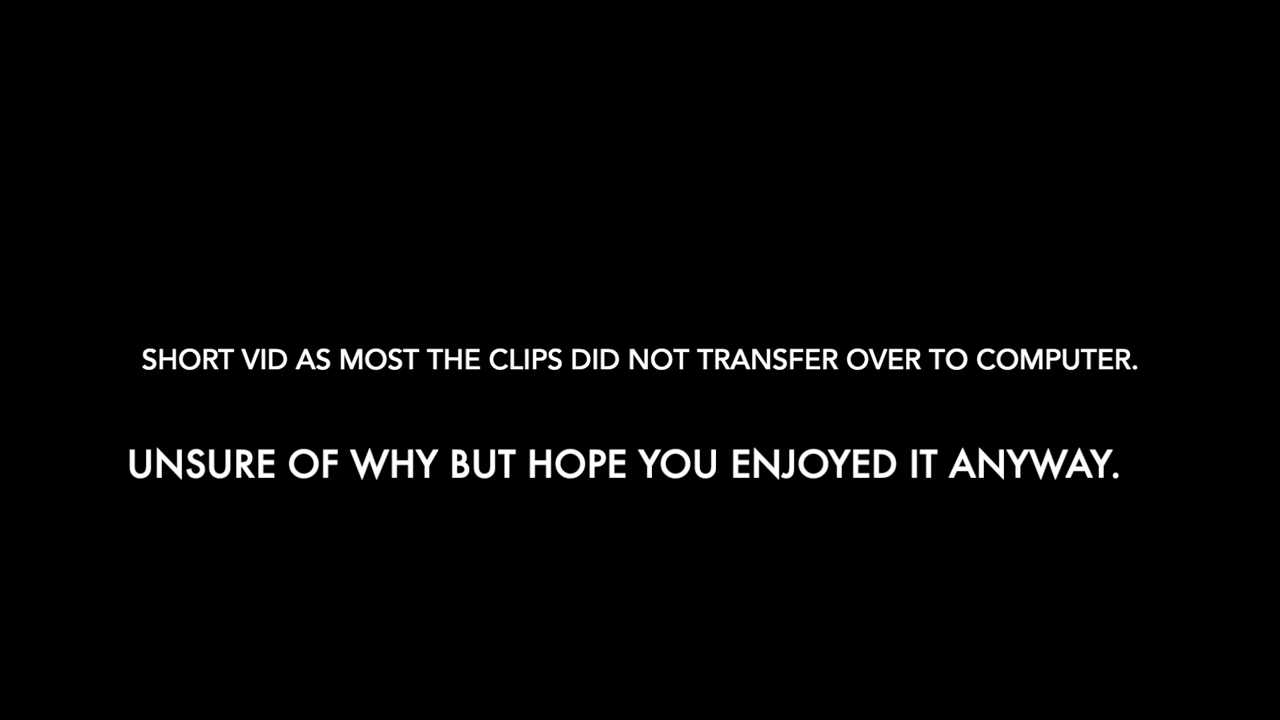 SHORT VID AS MOST THE CLIPS DID NOT TRANSFER OVER TO COMPUTER.
UNSURE OF WHY BUT HOPE YOU ENJOYED IT ANYWAY.